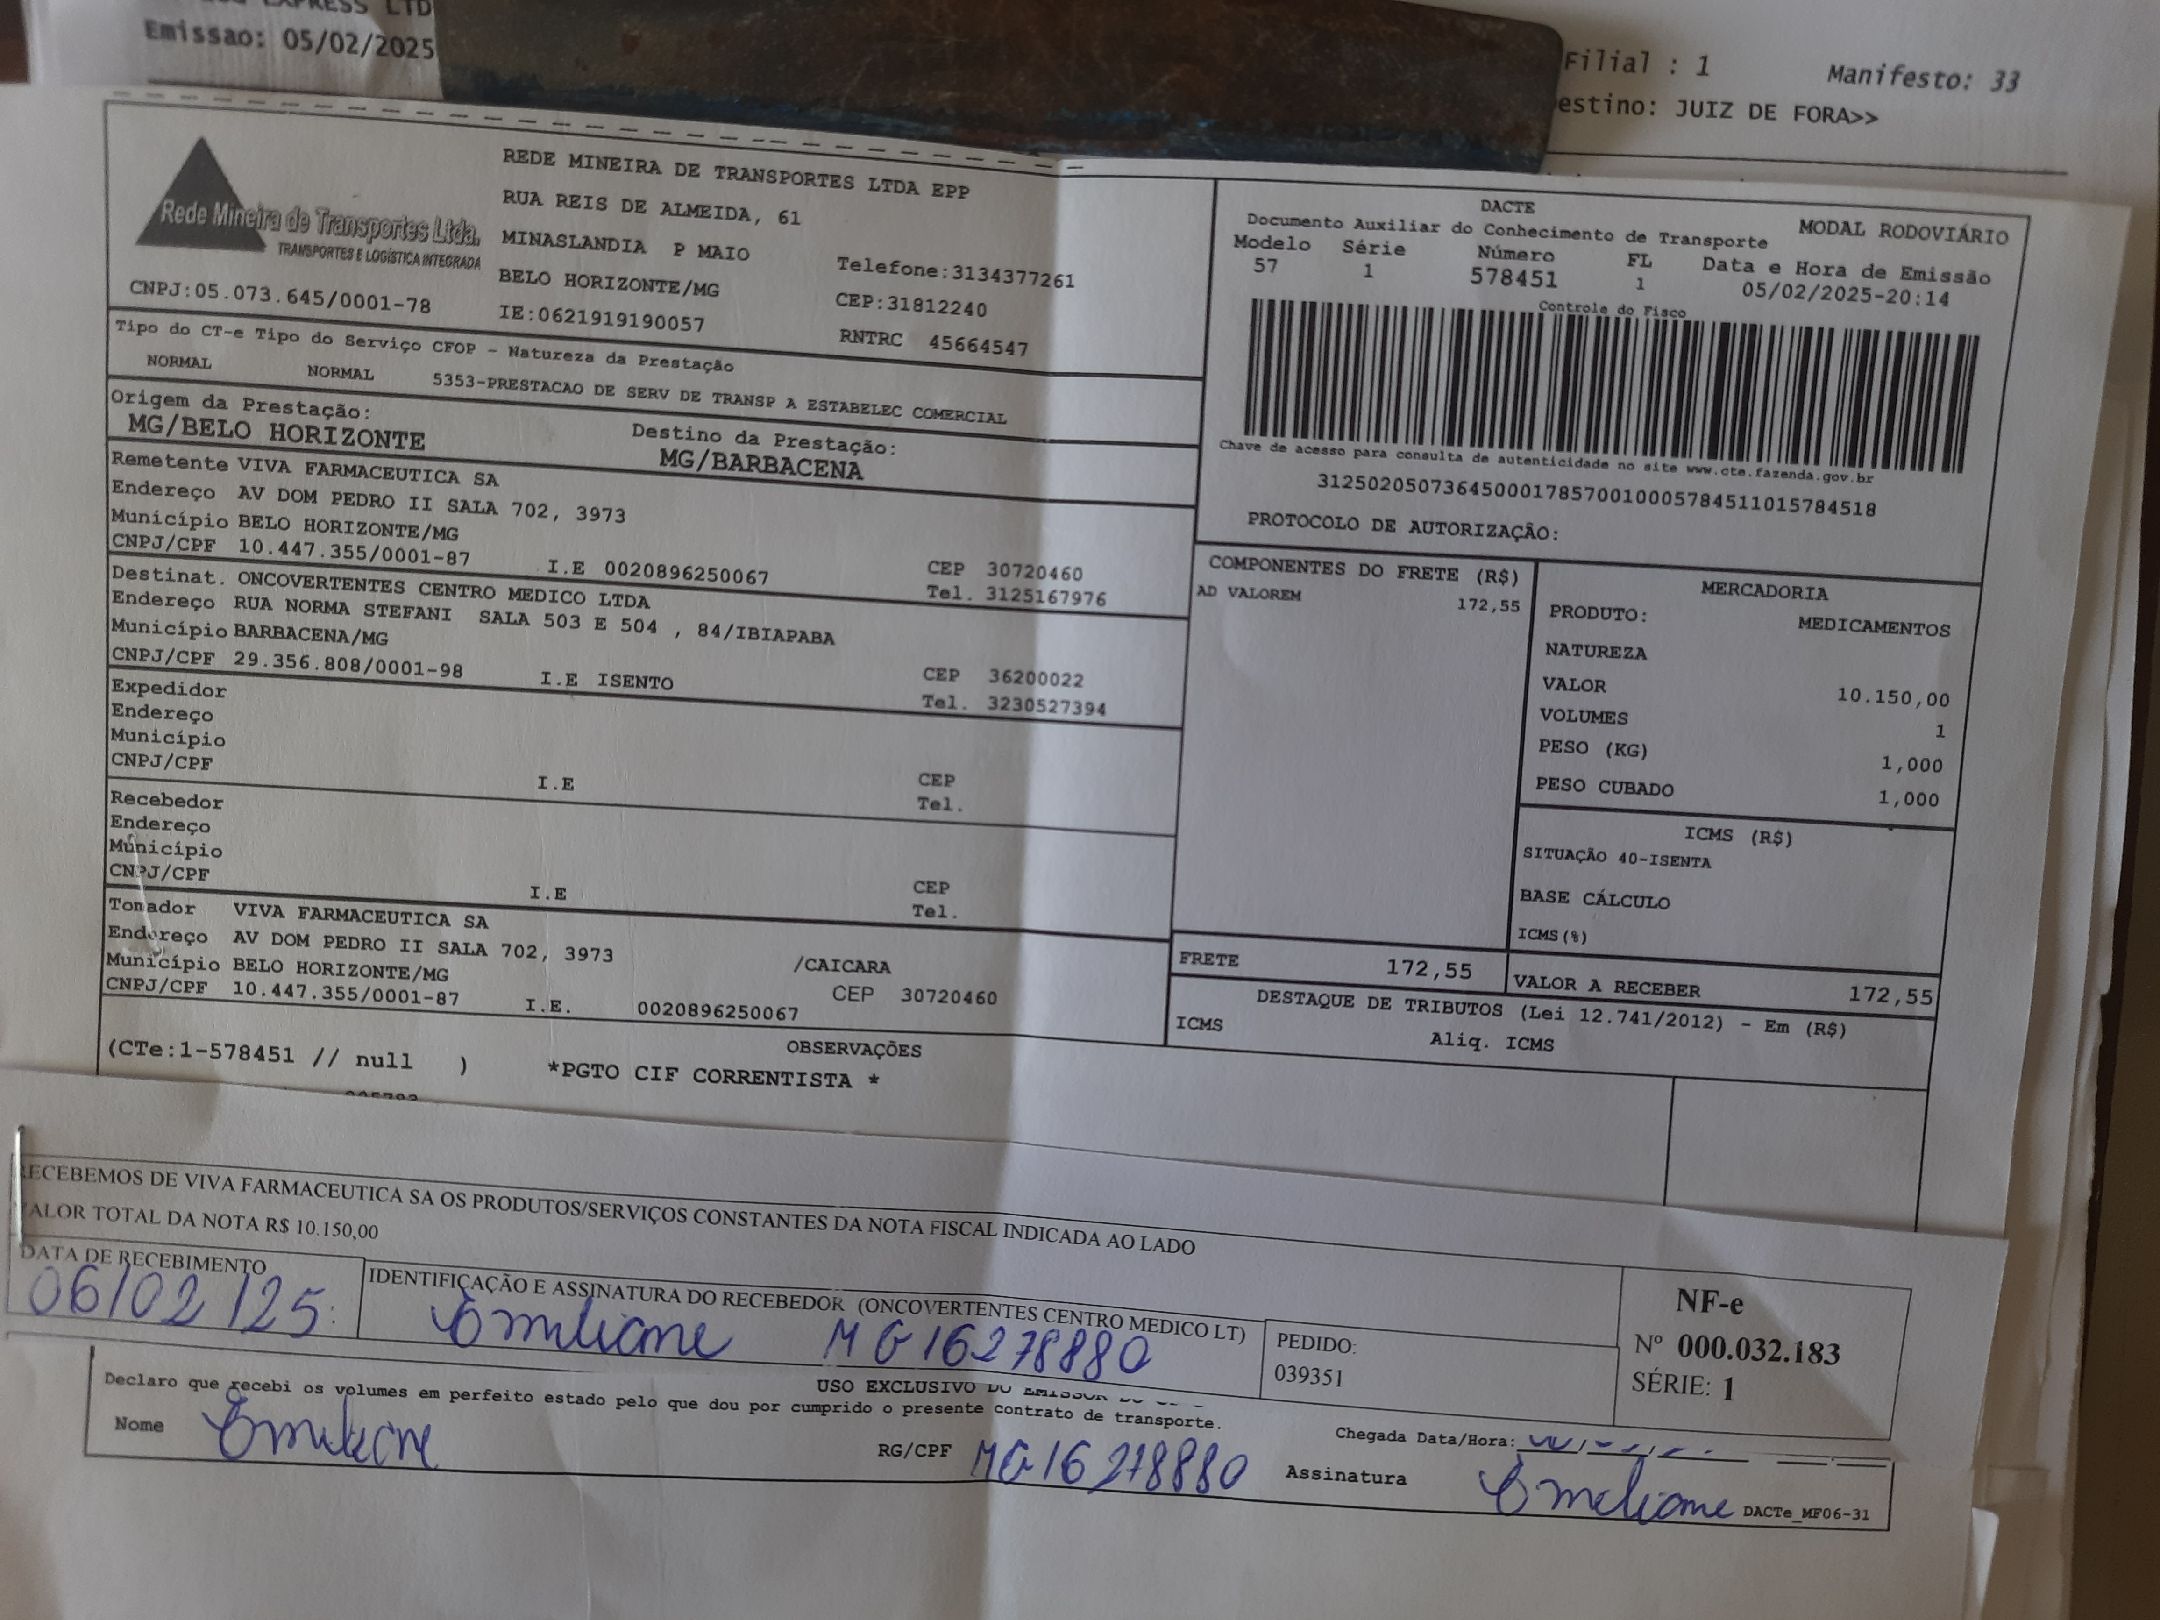 EXPRESS LTD
Emissao: 05/02/2025
Filial : 1 Manifesto: 33
estino: JUIZ DE FORA>>
Rede Mineira de Transportes Ltda.
TRANSPORTES E LOGÍSTICA INTEGRADA
CNPJ:05.073.645/0001-78
REDE MINEIRA DE TRANSPORTES LTDA EPP
RUA REIS DE ALMEIDA, 61
MINASLANDIA P MAIO
BELO HORIZONTE/MG
IE:0621919190057
Telefone:3134377261
CEP:31812240
RNTRC 45664547
DACTE
Documento Auxiliar do Conhecimento de Transporte
MODAL RODOVIÁRIO
Modelo Série Número FL Data e Hora de Emissão
57 1 578451 1 05/02/2025-20:14
Controle do Fisco
Chave de acesso para consulta de autenticidade no site www.cte.fazenda.gov.br
31250205073645000178570010005784511015784518
PROTOCOLO DE AUTORIZAÇÃO:
Tipo do CT-e Tipo do Serviço CFOP - Natureza da Prestação
NORMAL NORMAL 5353-PRESTACAO DE SERV DE TRANSP A ESTABELEC COMERCIAL
Origem da Prestação: Destino da Prestação:
MG/BELO HORIZONTE MG/BARBACENA
Remetente VIVA FARMACEUTICA SA
Endereço AV DOM PEDRO II SALA 702, 3973
Município BELO HORIZONTE/MG CEP 30720460
CNPJ/CPF 10.447.355/0001-87 I.E 0020896250067 Tel. 3125167976
Destinat. ONCOVERTENTES CENTRO MEDICO LTDA
Endereço RUA NORMA STEFANI SALA 503 E 504 , 84/IBIAPABA
Município BARBACENA/MG CEP 36200022
CNPJ/CPF 29.356.808/0001-98 I.E ISENTO Tel. 3230527394
Expedidor
Endereço
Município CEP
CNPJ/CPF I.E Tel.
Recebedor
Endereço
Município CEP
CNPJ/CPF I.E Tel.
Tomador VIVA FARMACEUTICA SA
Endereço AV DOM PEDRO II SALA 702, 3973 /CAICARA
Município BELO HORIZONTE/MG CEP 30720460
CNPJ/CPF 10.447.355/0001-87 I.E. 0020896250067
COMPONENTES DO FRETE (R$)
AD VALOREM 172,55
MERCADORIA
PRODUTO: MEDICAMENTOS
NATUREZA
VALOR 10.150,00
VOLUMES 1
PESO (KG) 1,000
PESO CUBADO 1,000
ICMS (R$)
SITUAÇÃO 40-ISENTA
BASE CÁLCULO
ICMS(%)
FRETE 172,55 VALOR A RECEBER 172,55
DESTAQUE DE TRIBUTOS (Lei 12.741/2012) - Em (R$)
ICMS Aliq. ICMS
OBSERVAÇÕES
(CTe:1-578451 // null ) *PGTO CIF CORRENTISTA *
RECEBEMOS DE VIVA FARMACEUTICA SA OS PRODUTOS/SERVIÇOS CONSTANTES DA NOTA FISCAL INDICADA AO LADO
VALOR TOTAL DA NOTA R$ 10.150,00
DATA DE RECEBIMENTO
06/02/25
IDENTIFICAÇÃO E ASSINATURA DO RECEBEDOR (ONCOVERTENTES CENTRO MEDICO LT)
Emiliane MG16278880
PEDIDO:
039351
NF-e
Nº 000.032.183
SÉRIE: 1
USO EXCLUSIVO DO EMISSOR
Declaro que recebi os volumes em perfeito estado pelo que dou por cumprido o presente contrato de transporte.
Nome Emiliane RG/CPF MG16278880
Chegada Data/Hora:
Assinatura Emiliane
DACTe_MF06-31